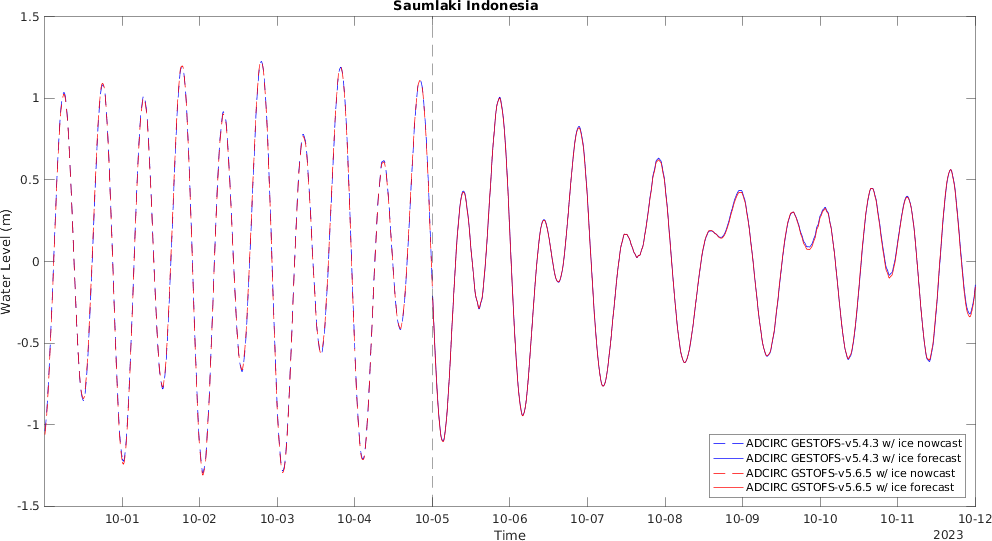 Saumlaki Indonesia
1.5
1
0.5
0
-0.5
-1
-1.5
Water Level (m)
10-01 10-02 10-03 10-04 10-05 10-06 10-07 10-08 10-09 10-10 10-11 10-12
Time
2023
ADCIRC GESTOFS-v5.4.3 w/ ice nowcast
ADCIRC GESTOFS-v5.4.3 w/ ice forecast
ADCIRC GSTOFS-v5.6.5 w/ ice nowcast
ADCIRC GSTOFS-v5.6.5 w/ ice forecast